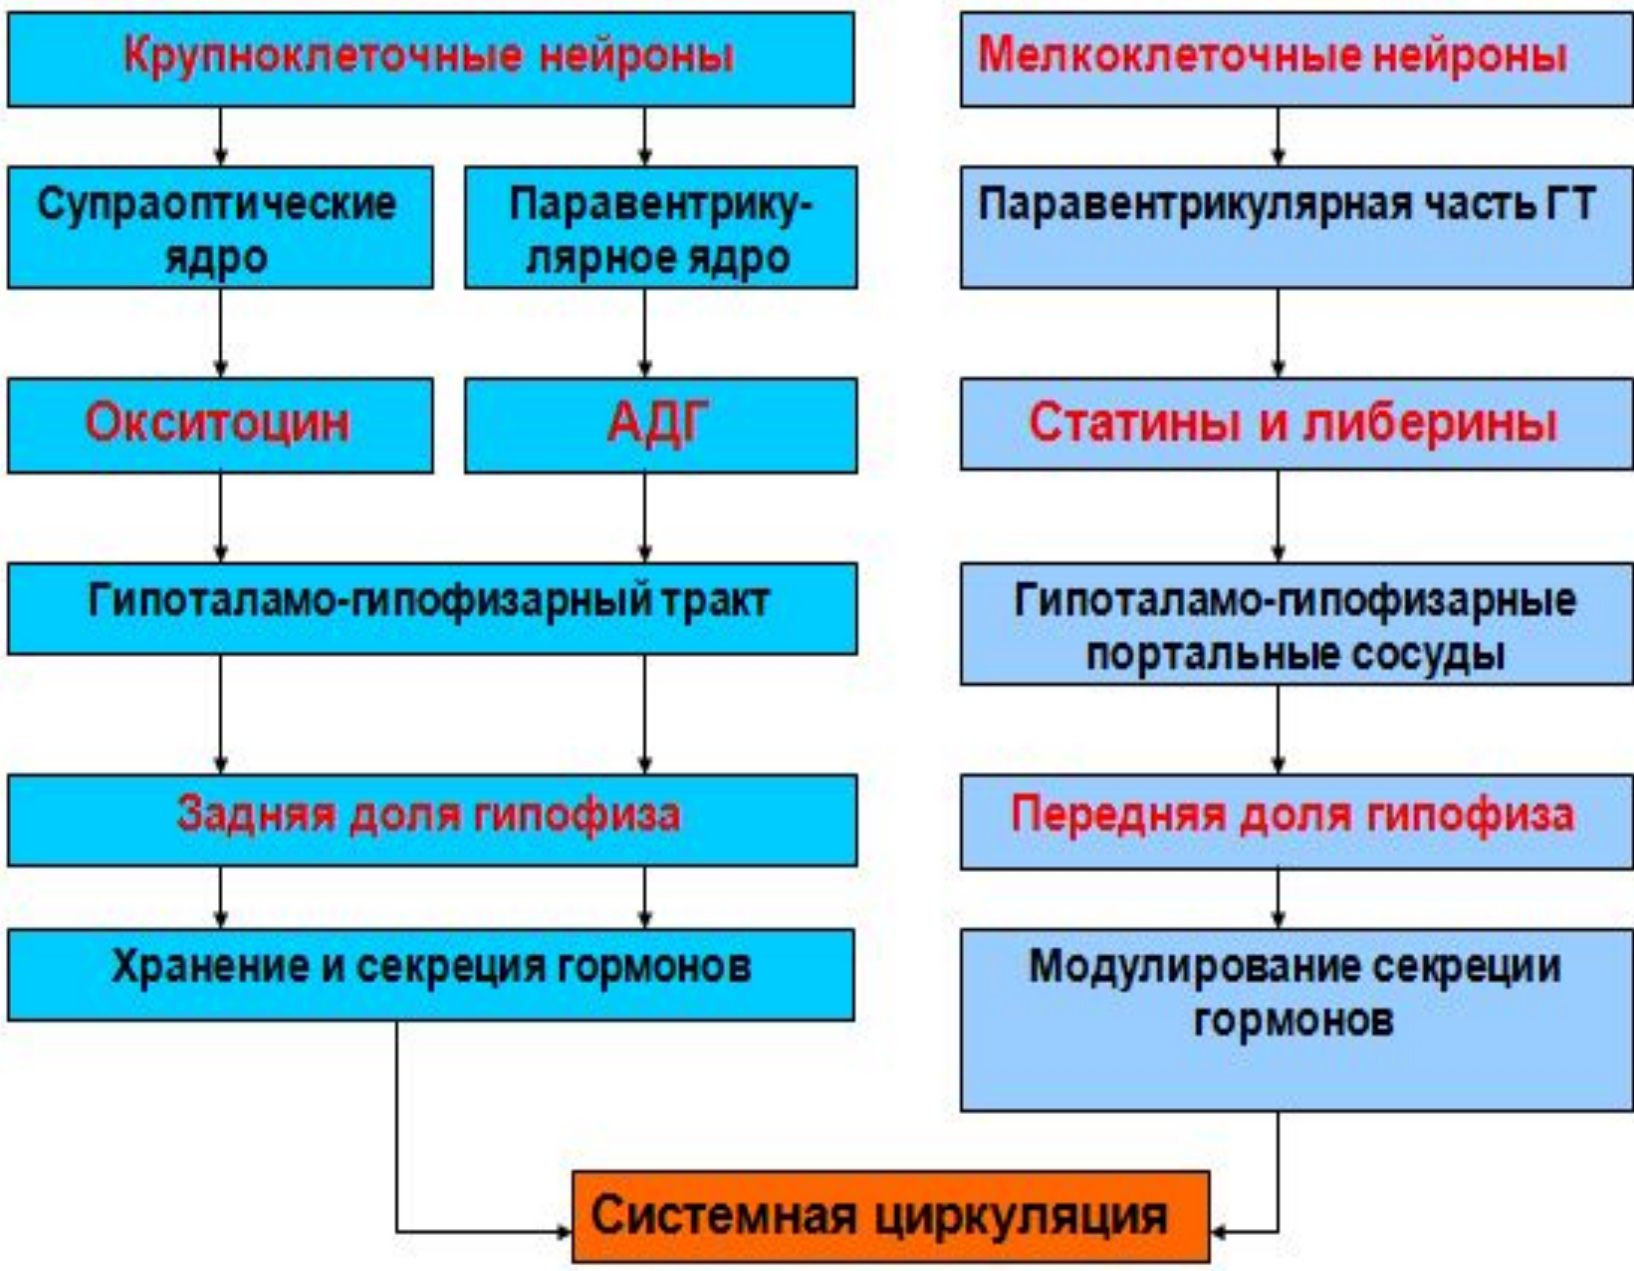 Крупноклеточные нейроны
Мелкоклеточные нейроны
Супраоптические
ядро
Паравентрику-
лярное ядро
Паравентрикулярная часть ГТ
Окситоцин
АДГ
Статины и либерины
Гипоталамо-гипофизарный тракт
Гипоталамо-гипофизарные
портальные сосуды
Задняя доля гипофиза
Передняя доля гипофиза
Хранение и секреция гормонов
Модулирование секреции
гормонов
Системная циркуляция